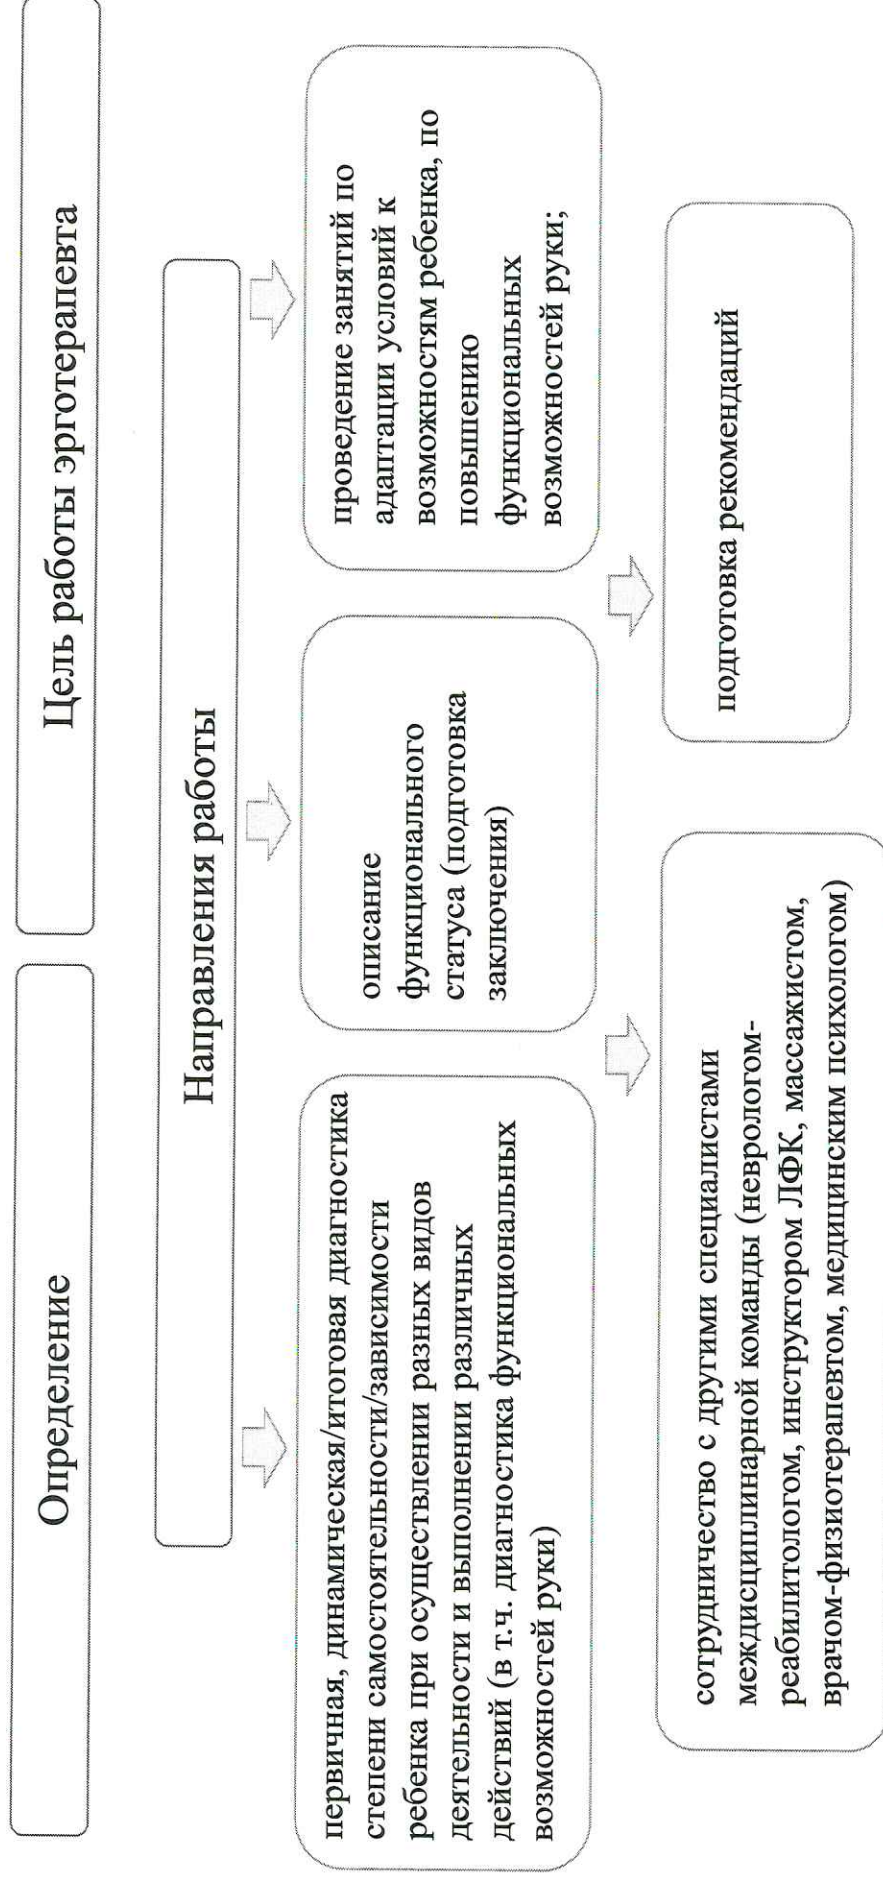 Определение
Цель работы эрготерапевта
Направления работы
первичная, динамическая/итоговая диагностика
степени самостоятельности/зависимости
ребенка при осуществлении разных видов
деятельности и выполнении различных
действий (в т.ч. диагностика функциональных
возможностей руки)
описание
функционального
статуса (подготовка
заключения)
проведение занятий по
адаптации условий к
возможностям ребенка, по
повышению
функциональных
возможностей руки;
сотрудничество с другими специалистами
междисциплинарной команды (неврологом-
реабилитологом, инструктором ЛФК, массажистом,
врачом-физиотерапевтом, медицинским психологом)
подготовка рекомендаций